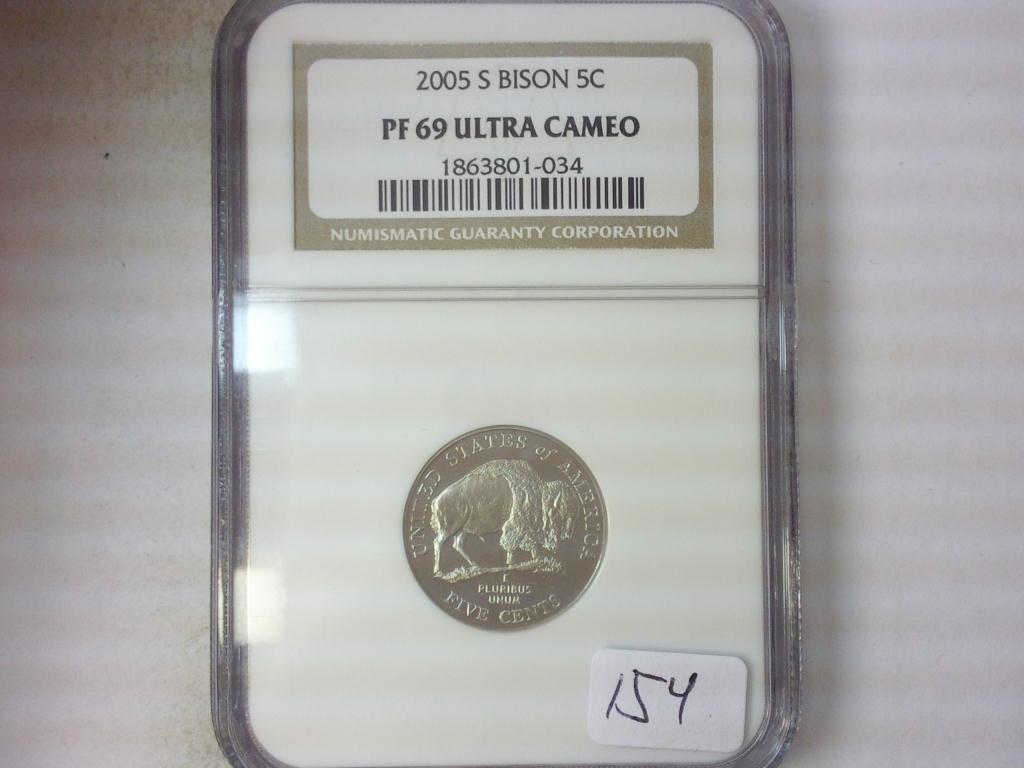 2005 S BISON 5C
PF 69 ULTRA CAMEO
1863801-034
NUMISMATIC GUARANTY CORPORATION
UNITED STATES of AMERICA
E
PLURIBUS
UNUM
FIVE CENTS
154